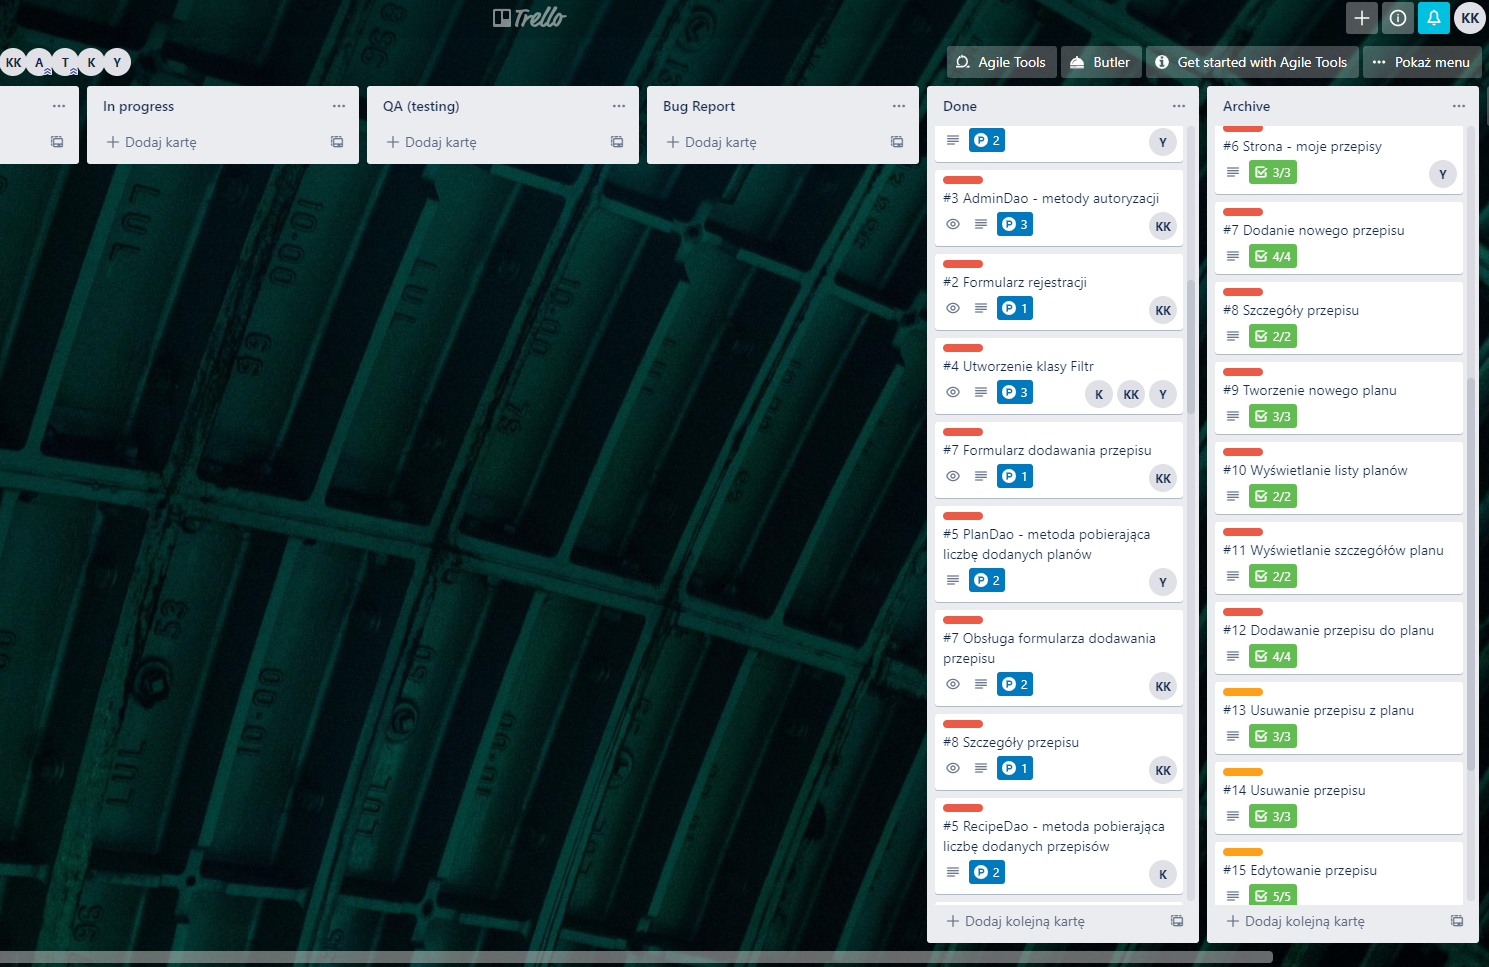 Trello
KK
KK A T K Y
Agile Tools
Butler
Get started with Agile Tools
Pokaż menu
In progress
Dodaj kartę
QA (testing)
Dodaj kartę
Bug Report
Dodaj kartę
Done
P 2
Y
#3 AdminDao - metody autoryzacji
P 3
KK
#2 Formularz rejestracji
P 1
KK
#4 Utworzenie klasy Filtr
P 3
K KK Y
#7 Formularz dodawania przepisu
P 1
KK
#5 PlanDao - metoda pobierająca
liczbę dodanych planów
P 2
Y
#7 Obsługa formularza dodawania
przepisu
P 2
KK
#8 Szczegóły przepisu
P 1
KK
#5 RecipeDao - metoda pobierająca
liczbę dodanych przepisów
P 2
K
Dodaj kolejną kartę
Archive
#6 Strona - moje przepisy
3/3
Y
#7 Dodanie nowego przepisu
4/4
#8 Szczegóły przepisu
2/2
#9 Tworzenie nowego planu
3/3
#10 Wyświetlanie listy planów
2/2
#11 Wyświetlanie szczegółów planu
2/2
#12 Dodawanie przepisu do planu
4/4
#13 Usuwanie przepisu z planu
3/3
#14 Usuwanie przepisu
3/3
#15 Edytowanie przepisu
5/5
Dodaj kolejną kartę
LUL
10:00
53
LUL
50